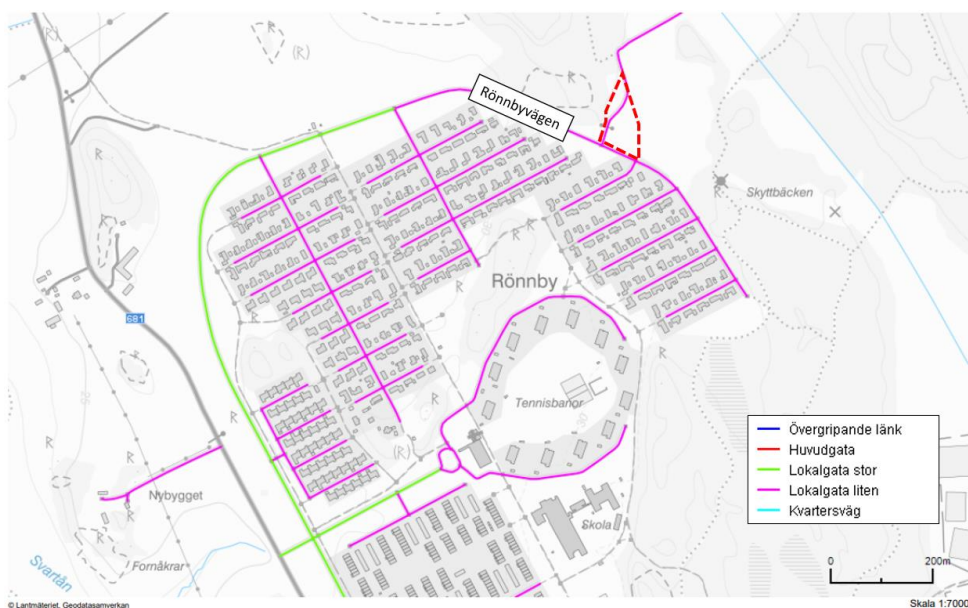 (R)
R
(R)
Rönnbyvägen
R
R
Skyttbäcken
R
R
Rönnby
R
681
R
Tennisbanor
R
R
(R)
Övergripande länk
Huvudgata
Lokalgata stor
Lokalgata liten
Kvartersväg
Nybygget
R
Skola
Fornåkrar
Svartån
0
200m
© Lantmäteriet, Geodatasamverkan
Skala 1:7000